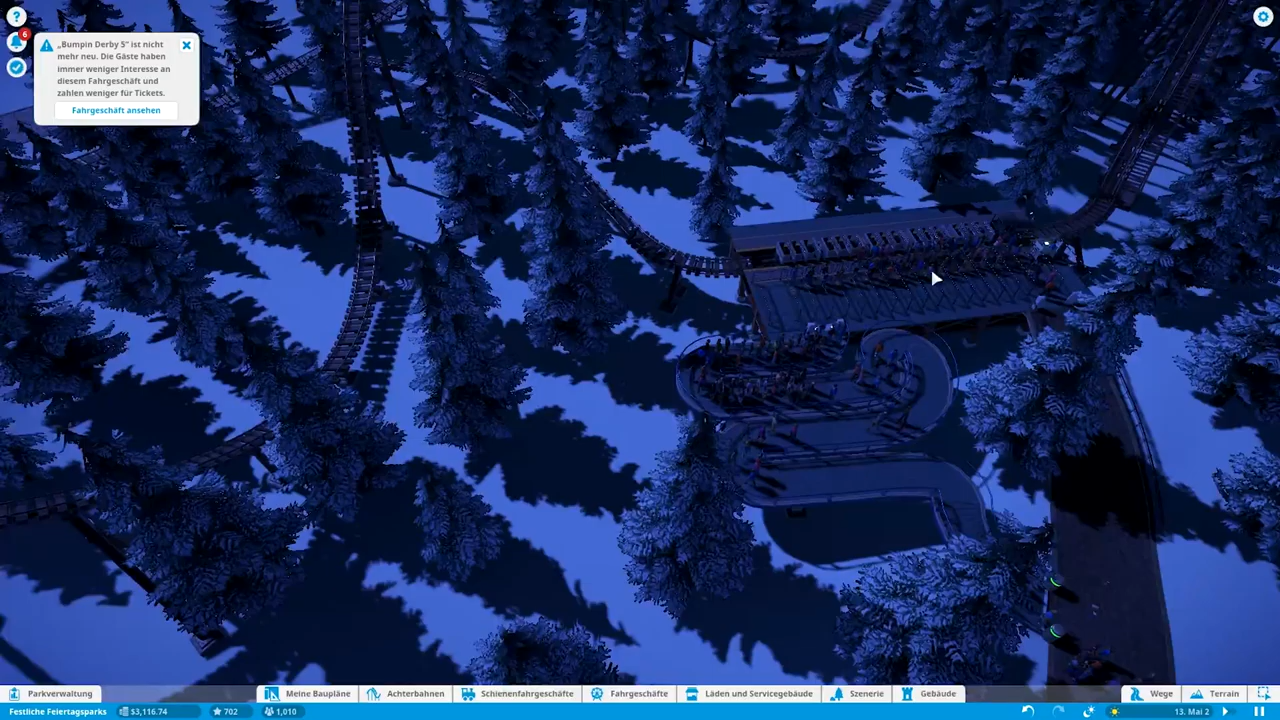 ?
6
„Bumpin Derby 5“ ist nicht
mehr neu. Die Gäste haben
immer weniger Interesse an
diesem Fahrgeschäft und
zahlen weniger für Tickets.
Fahrgeschäft ansehen
Parkverwaltung
Meine Baupläne
Achterbahnen
Schienenfahrgeschäfte
Fahrgeschäfte
Läden und Servicegebäude
Szenerie
Gebäude
Wege
Terrain
Festliche Feiertagsparks
$3,116.74
702
1,010
13. Mai 2